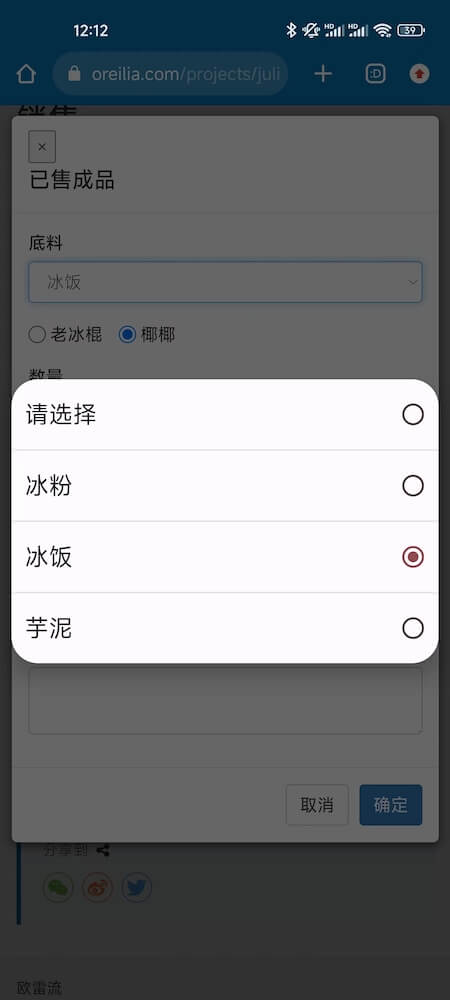 12:12
HD HD 39
oreilia.com/projects/juli
:D
销售
×
已售成品
底料
冰饭
老冰棍 椰椰
数量
请选择
冰粉
冰饭
芋泥
取消 确定
分享到
欧雷流